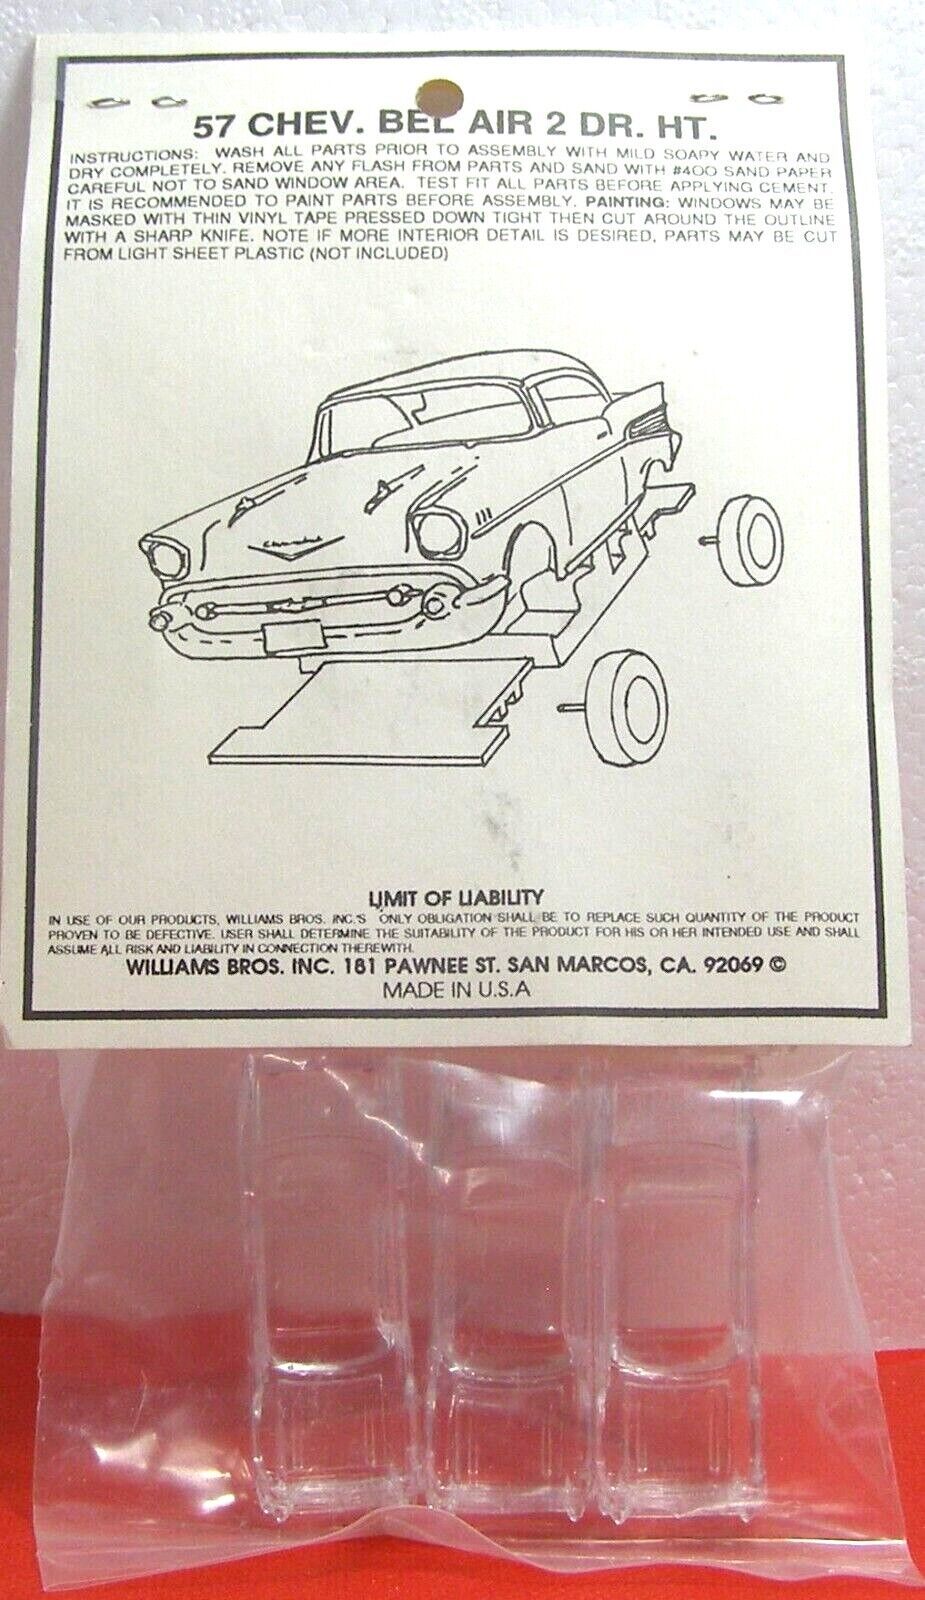 57 CHEV. BEL AIR 2 DR. HT.
INSTRUCTIONS: WASH ALL PARTS PRIOR TO ASSEMBLY WITH MILD SOAPY WATER AND
DRY COMPLETELY. REMOVE ANY FLASH FROM PARTS AND SAND WITH #400 SAND PAPER
CAREFUL NOT TO SAND WINDOW AREA. TEST FIT ALL PARTS BEFORE APPLYING CEMENT.
IT IS RECOMMENDED TO PAINT PARTS BEFORE ASSEMBLY. PAINTING: WINDOWS MAY BE
MASKED WITH THIN VINYL TAPE PRESSED DOWN TIGHT THEN CUT AROUND THE OUTLINE
WITH A SHARP KNIFE. NOTE IF MORE INTERIOR DETAIL IS DESIRED, PARTS MAY BE CUT
FROM LIGHT SHEET PLASTIC (NOT INCLUDED)
Chevrolet
LIMIT OF LIABILITY
IN USE OF OUR PRODUCTS, WILLIAMS BROS. INC.'S ONLY OBLIGATION SHALL BE TO REPLACE SUCH QUANTITY OF THE PRODUCT
PROVEN TO BE DEFECTIVE. USER SHALL DETERMINE THE SUITABILITY OF THE PRODUCT FOR HIS OR HER INTENDED USE AND SHALL
ASSUME ALL RISK AND LIABILITY IN CONNECTION THEREWITH.
WILLIAMS BROS. INC. 181 PAWNEE ST. SAN MARCOS, CA. 92069 ©
MADE IN U.S.A